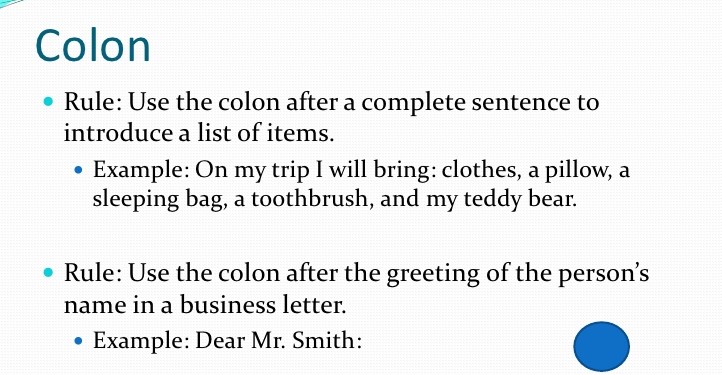 Colon
Rule: Use the colon after a complete sentence to
introduce a list of items.
Example: On my trip I will bring: clothes, a pillow, a
sleeping bag, a toothbrush, and my teddy bear.
Rule: Use the colon after the greeting of the person’s
name in a business letter.
Example: Dear Mr. Smith: